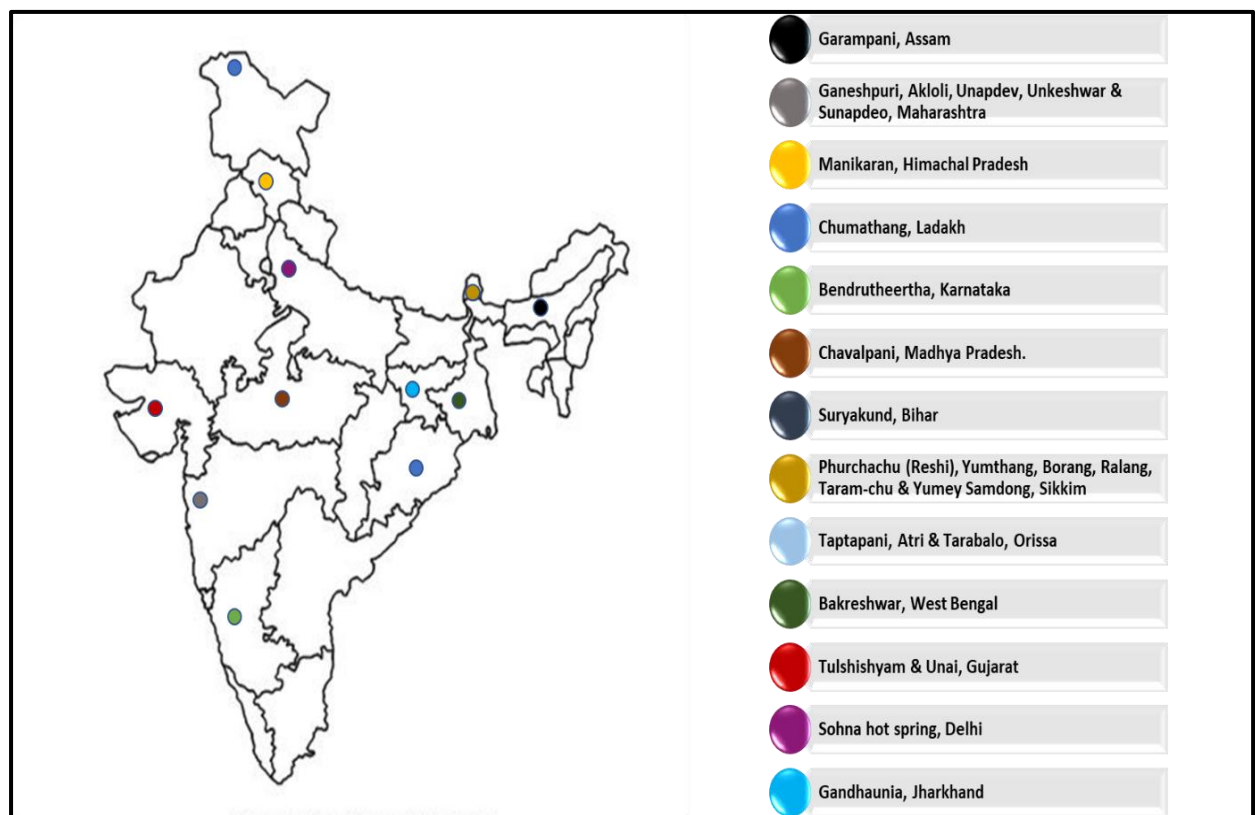 Garampani, Assam
Ganeshpuri, Akloli, Unapdev, Unkeshwar &
Sunapdeo, Maharashtra
Manikaran, Himachal Pradesh
Chumathang, Ladakh
Bendrutheertha, Karnataka
Chavalpani, Madhya Pradesh.
Suryakund, Bihar
Phurchachu (Reshi), Yumthang, Borang, Ralang,
Taram-chu & Yumey Samdong, Sikkim
Taptapani, Atri & Tarabalo, Orissa
Bakreshwar, West Bengal
Tulshishyam & Unai, Gujarat
Sohna hot spring, Delhi
Gandhaunia, Jharkhand